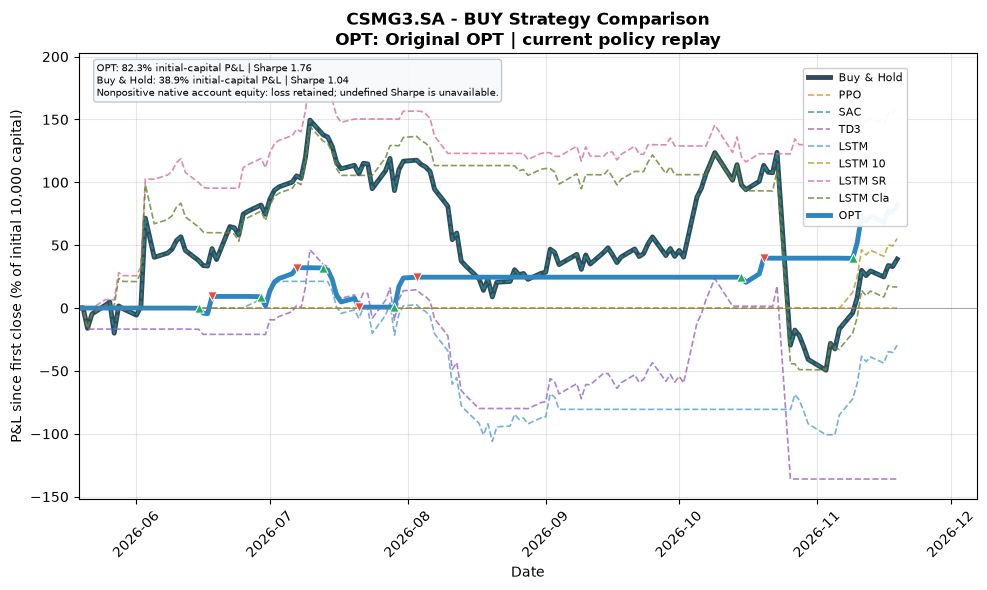 CSMG3.SA - BUY Strategy Comparison
OPT: Original OPT | current policy replay
OPT: 82.3% initial-capital P&L | Sharpe 1.76
Buy & Hold: 38.9% initial-capital P&L | Sharpe 1.04
Nonpositive native account equity: loss retained; undefined Sharpe is unavailable.
Buy & Hold
PPO
SAC
TD3
LSTM
LSTM 10
LSTM SR
LSTM Cla
OPT
P&L since first close (% of initial 10,000 capital)
200
150
100
50
0
−50
−100
−150
2026-06
2026-07
2026-08
2026-09
2026-10
2026-11
2026-12
Date